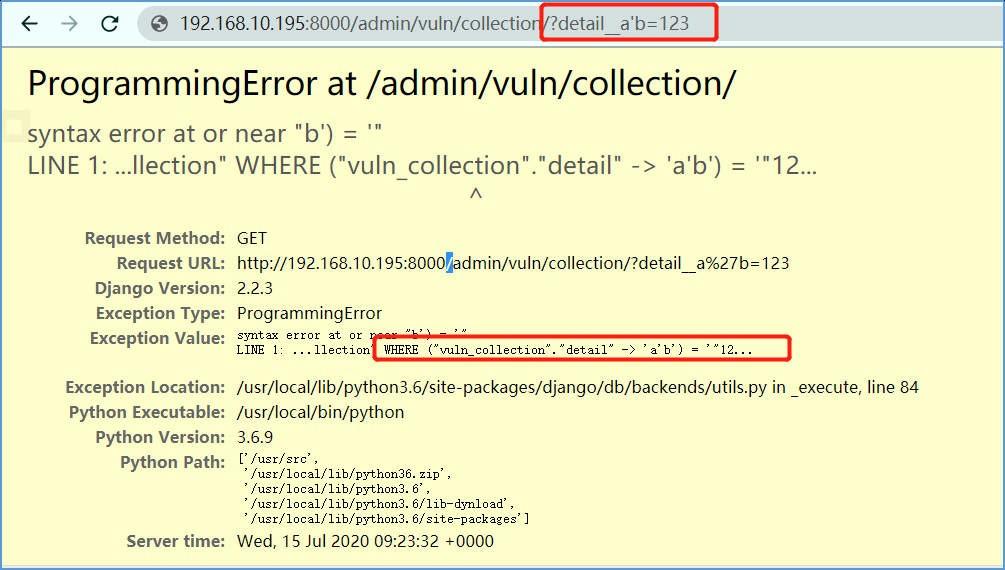 192.168.10.195:8000/admin/vuln/collection/?detail__a'b=123
ProgrammingError at /admin/vuln/collection/
syntax error at or near "b') = '"
LINE 1: ...llection" WHERE ("vuln_collection"."detail" -> 'a'b') = '"12...
^
Request Method: GET
Request URL: http://192.168.10.195:8000/admin/vuln/collection/?detail__a%27b=123
Django Version: 2.2.3
Exception Type: ProgrammingError
Exception Value: syntax error at or near "b') = '"
LINE 1: ...llection" WHERE ("vuln_collection"."detail" -> 'a'b') = '"12...
Exception Location: /usr/local/lib/python3.6/site-packages/django/db/backends/utils.py in _execute, line 84
Python Executable: /usr/local/bin/python
Python Version: 3.6.9
Python Path: ['/usr/src',
'/usr/local/lib/python36.zip',
'/usr/local/lib/python3.6',
'/usr/local/lib/python3.6/lib-dynload',
'/usr/local/lib/python3.6/site-packages']
Server time: Wed, 15 Jul 2020 09:23:32 +0000